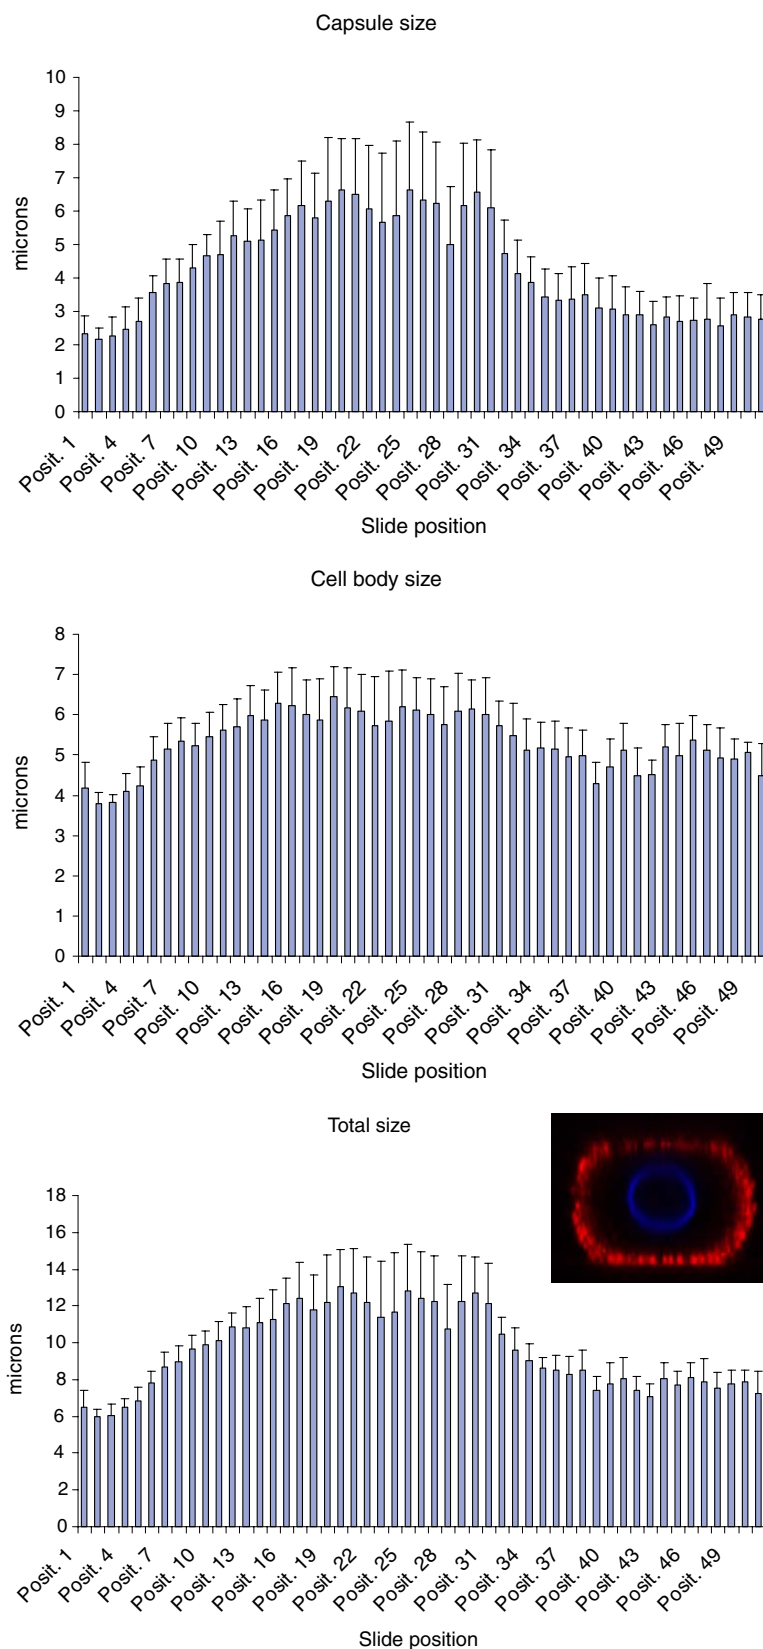 Capsule size
10
9
8
7
6
5
4
3
2
1
0
microns
Posit. 1
Posit. 4
Posit. 7
Posit. 10
Posit. 13
Posit. 16
Posit. 19
Posit. 22
Posit. 25
Posit. 28
Posit. 31
Posit. 34
Posit. 37
Posit. 40
Posit. 43
Posit. 46
Posit. 49
Slide position
Cell body size
8
7
6
5
4
3
2
1
0
microns
Posit. 1
Posit. 4
Posit. 7
Posit. 10
Posit. 13
Posit. 16
Posit. 19
Posit. 22
Posit. 25
Posit. 28
Posit. 31
Posit. 34
Posit. 37
Posit. 40
Posit. 43
Posit. 46
Posit. 49
Slide position
Total size
18
16
14
12
10
8
6
4
2
0
microns
Posit. 1
Posit. 4
Posit. 7
Posit. 10
Posit. 13
Posit. 16
Posit. 19
Posit. 22
Posit. 25
Posit. 28
Posit. 31
Posit. 34
Posit. 37
Posit. 40
Posit. 43
Posit. 46
Posit. 49
Slide position